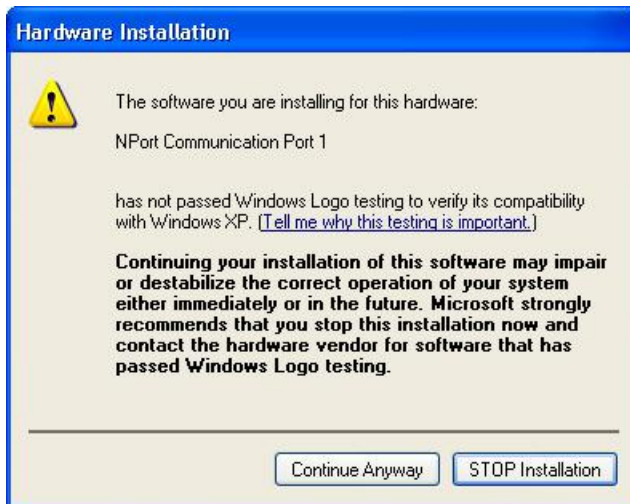 Hardware Installation
The software you are installing for this hardware:
NPort Communication Port 1
has not passed Windows Logo testing to verify its compatibility
with Windows XP. (Tell me why this testing is important.)
Continuing your installation of this software may impair
or destabilize the correct operation of your system
either immediately or in the future. Microsoft strongly
recommends that you stop this installation now and
contact the hardware vendor for software that has
passed Windows Logo testing.
Continue Anyway
STOP Installation